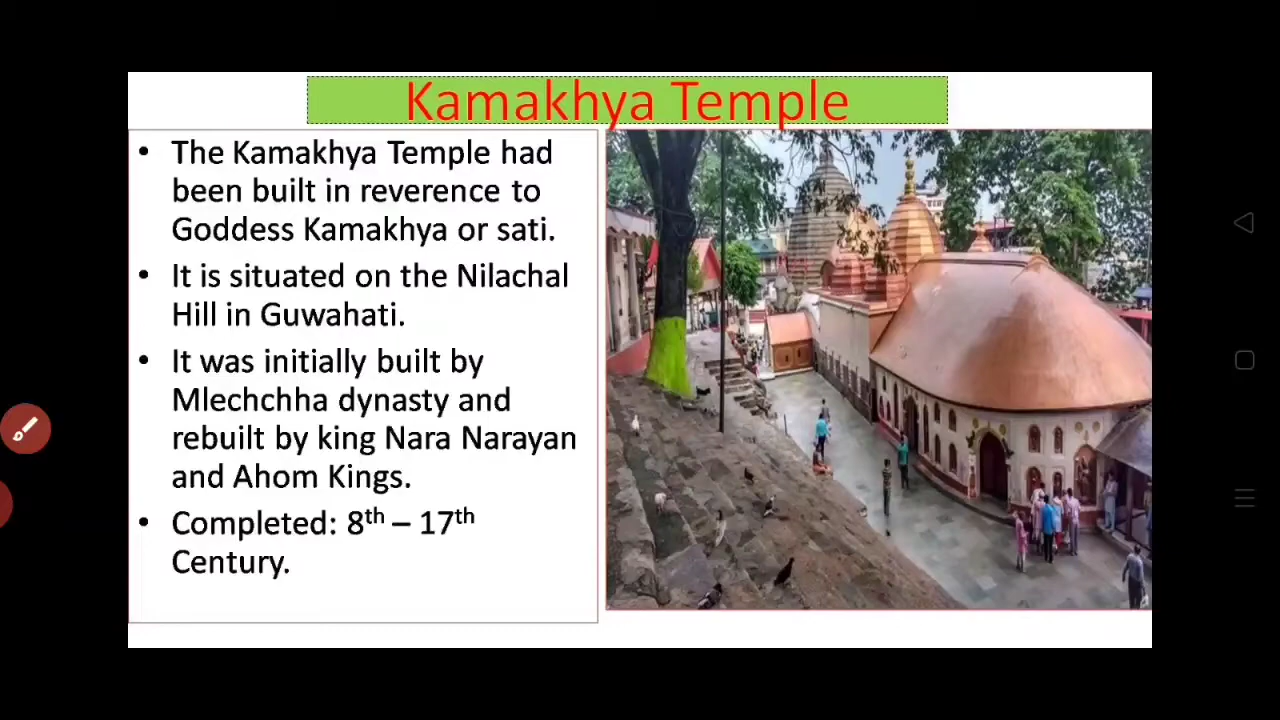 Kamakhya Temple
• The Kamakhya Temple had
been built in reverence to
Goddess Kamakhya or sati.
• It is situated on the Nilachal
Hill in Guwahati.
• It was initially built by
Mlechchha dynasty and
rebuilt by king Nara Narayan
and Ahom Kings.
• Completed: 8th – 17th
Century.